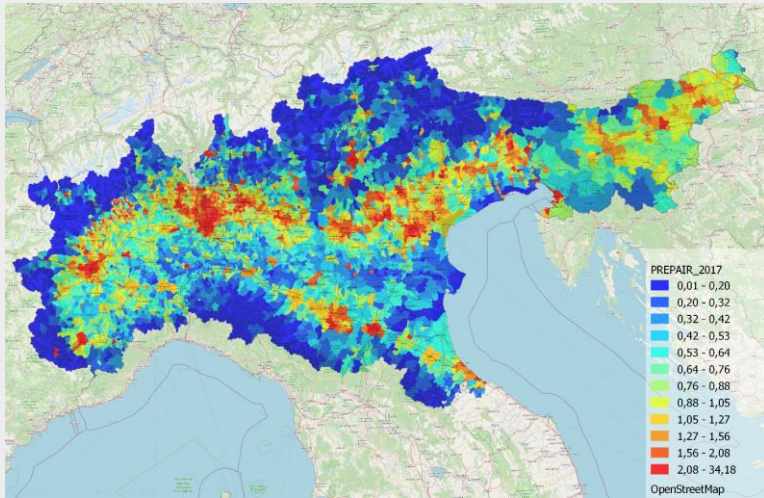 PREPAIR_2017
0,01 - 0,20
0,20 - 0,32
0,32 - 0,42
0,42 - 0,53
0,53 - 0,64
0,64 - 0,76
0,76 - 0,88
0,88 - 1,05
1,05 - 1,27
1,27 - 1,56
1,56 - 2,08
2,08 - 34,18
OpenStreetMap